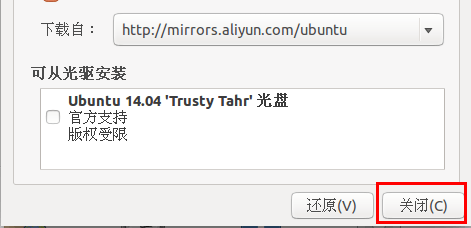 下载自： http://mirrors.aliyun.com/ubuntu
可从光驱安装
Ubuntu 14.04 'Trusty Tahr' 光盘
官方支持
版权受限
还原(V) 关闭(C)